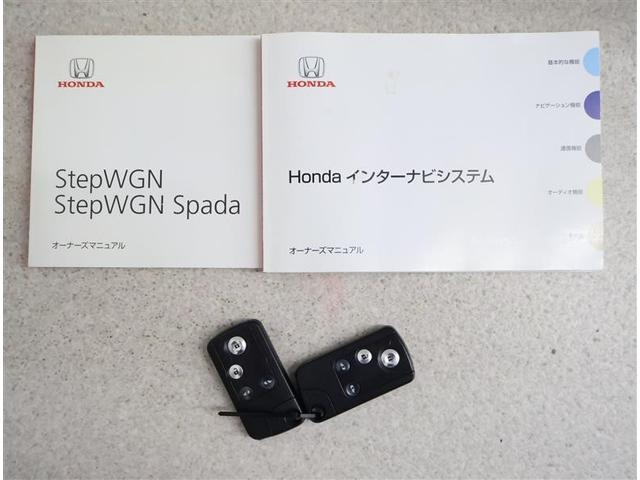 HONDA
StepWGN
StepWGN Spada
オーナーズマニュアル
HONDA
Honda インターナビシステム
オーナーズマニュアル
基本的な機能
ナビゲーション機能
通信機能
オーディオ機能